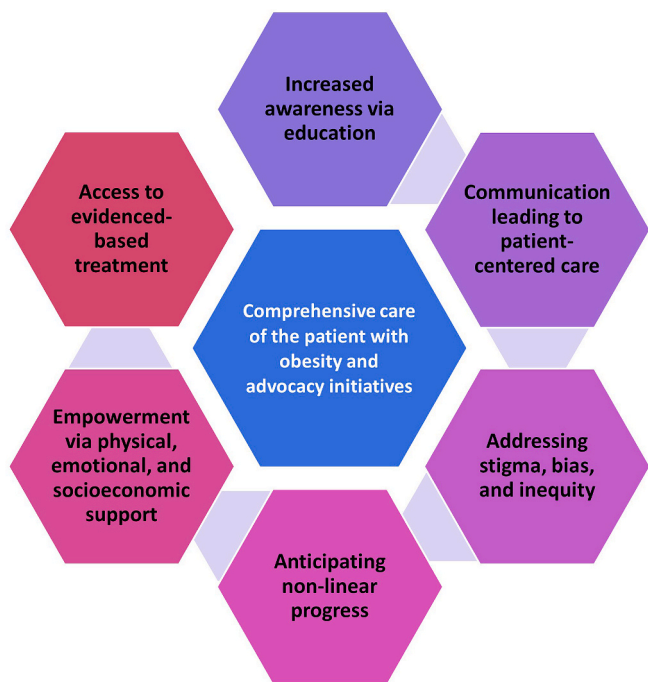 Increased
awareness via
education
Communication
leading to
patient-
centered care
Addressing
stigma, bias,
and inequity
Anticipating
non-linear
progress
Empowerment
via physical,
emotional, and
socioeconomic
support
Access to
evidenced-
based
treatment
Comprehensive care
of the patient with
obesity and
advocacy initiatives